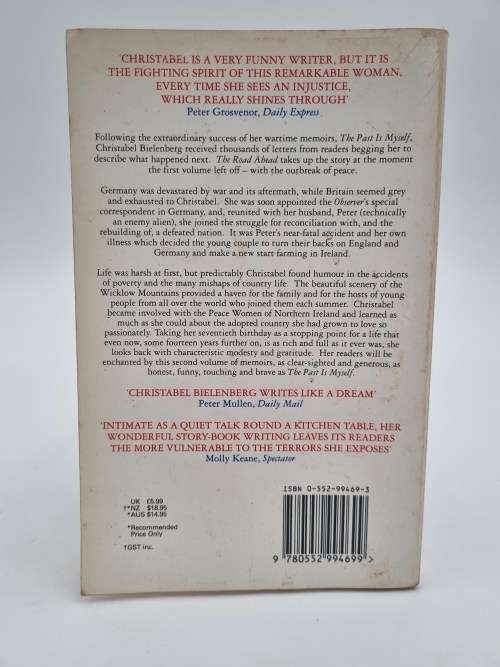 'CHRISTABEL IS A VERY FUNNY WRITER, BUT IT IS
THE FIGHTING SPIRIT OF THIS REMARKABLE WOMAN,
EVERY TIME SHE SEES AN INJUSTICE,
WHICH REALLY SHINES THROUGH'
Peter Grosvenor, Daily Express
Following the extraordinary success of her wartime memoirs, The Past Is Myself,
Christabel Bielenberg received thousands of letters from readers begging her to
describe what happened next. The Road Ahead takes up the story at the moment
the first volume left off – with the outbreak of peace.
Germany was devastated by war and its aftermath, while Britain seemed grey
and exhausted to Christabel. She was soon appointed the Observer's special
correspondent in Germany, and, reunited with her husband, Peter (technically
an enemy alien), she joined the struggle for reconciliation with, and the
rebuilding of, a defeated nation. It was Peter's near-fatal accident and her own
illness which decided the young couple to turn their backs on England and
Germany and make a new start farming in Ireland.
Life was harsh at first, but predictably Christabel found humour in the accidents
of poverty and the many mishaps of country life. The beautiful scenery of the
Wicklow Mountains provided a haven for the family and for the hosts of young
people from all over the world who joined them each summer. Christabel
became involved with the Peace Women of Northern Ireland and learned as
much as she could about the adopted country she had grown to love so
passionately. Taking her seventieth birthday as a stopping point for a life that
even now, some fourteen years further on, is as rich and full as it ever was, she
looks back with characteristic modesty and gratitude. Her readers will be
enchanted by this second volume of memoirs, as clear-sighted and generous, as
honest, funny, touching and brave as The Past Is Myself.
'CHRISTABEL BIELENBERG WRITES LIKE A DREAM'
Peter Mullen, Daily Mail
'INTIMATE AS A QUIET TALK ROUND A KITCHEN TABLE, HER
WONDERFUL STORY-BOOK WRITING LEAVES ITS READERS
THE MORE VULNERABLE TO THE TERRORS SHE EXPOSES'
Molly Keane, Spectator
UK £5.99
†*NZ $18.95
*AUS $14.95
*Recommended
Price Only
†GST inc.
ISBN 0-552-99469-3
9 780552 994699 >